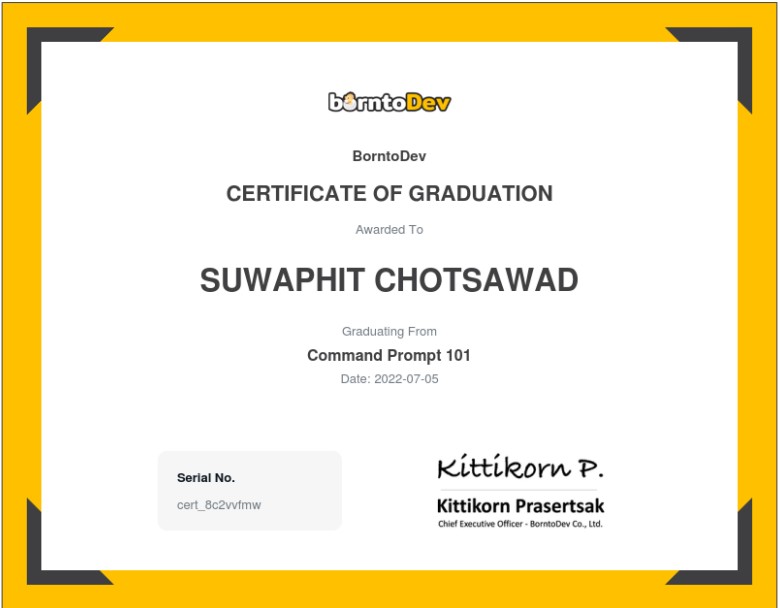 borntoDev
BorntoDev
CERTIFICATE OF GRADUATION
Awarded To
SUWAPHIT CHOTSAWAD
Graduating From
Command Prompt 101
Date: 2022-07-05
Serial No.
cert_8c2vvfmw
Kittikorn P.
Kittikorn Prasertsak
Chief Executive Officer - BorntoDev Co., Ltd.